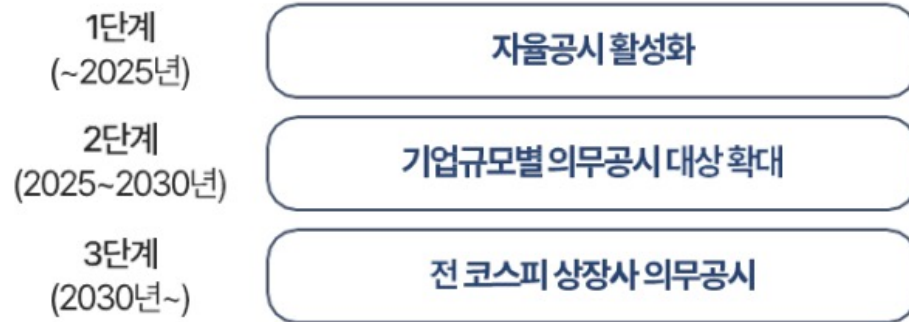 1단계
(~2025년)
자율공시 활성화
2단계
(2025~2030년)
기업규모별 의무공시 대상 확대
3단계
(2030년~)
전 코스피 상장사 의무공시